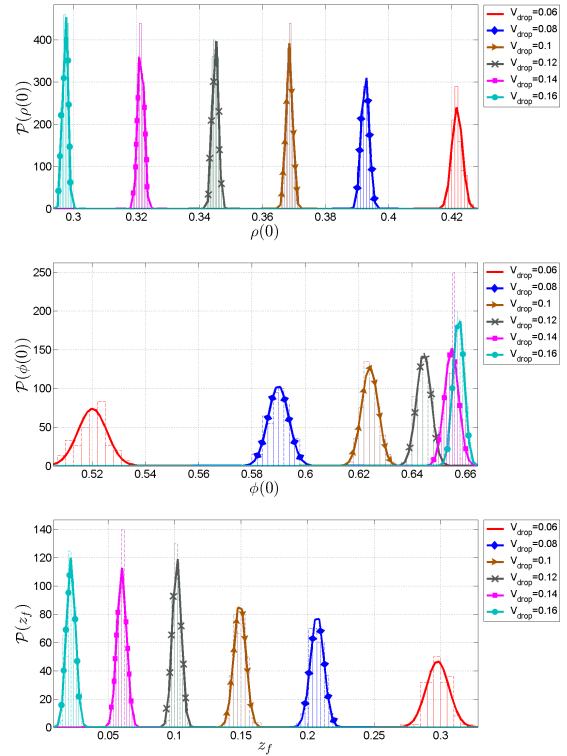 400
300
200
100
0
P(ρ(0))
0.3 0.32 0.34 0.36 0.38 0.4 0.42
ρ(0)
V_drop=0.06
V_drop=0.08
V_drop=0.1
V_drop=0.12
V_drop=0.14
V_drop=0.16
250
200
150
100
50
0
P(ϕ(0))
0.52 0.54 0.56 0.58 0.6 0.62 0.64 0.66
ϕ(0)
V_drop=0.06
V_drop=0.08
V_drop=0.1
V_drop=0.12
V_drop=0.14
V_drop=0.16
140
120
100
80
60
40
20
0
P(z_f)
0.05 0.1 0.15 0.2 0.25 0.3
z_f
V_drop=0.06
V_drop=0.08
V_drop=0.1
V_drop=0.12
V_drop=0.14
V_drop=0.16